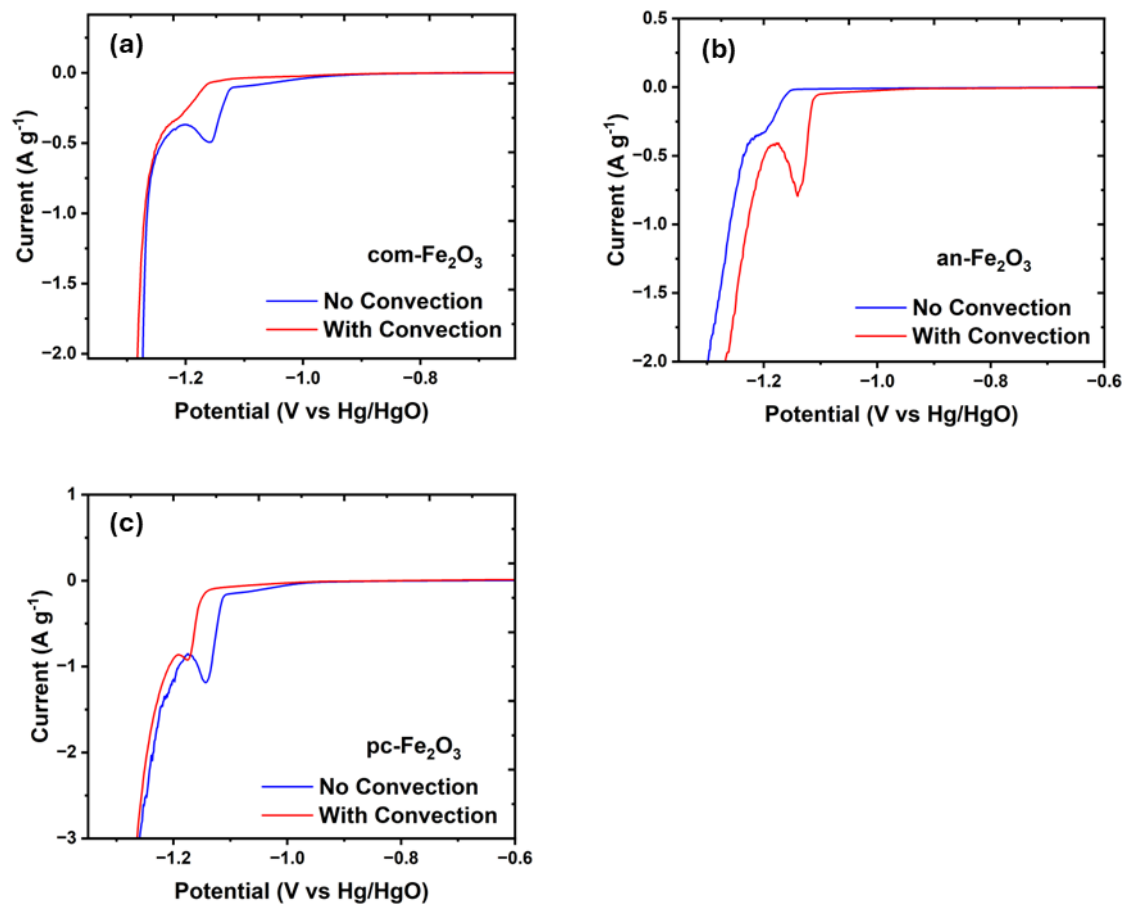 (a)
0.0
−0.5
−1.0
−1.5
−2.0
Current (A g⁻¹)
com-Fe₂O₃
No Convection
With Convection
−1.2
−1.0
−0.8
Potential (V vs Hg/HgO)
(b)
0.5
0.0
−0.5
−1.0
−1.5
−2.0
Current (A g⁻¹)
an-Fe₂O₃
No Convection
With Convection
−1.2
−1.0
−0.8
−0.6
Potential (V vs Hg/HgO)
(c)
1
0
−1
−2
−3
Current (A g⁻¹)
pc-Fe₂O₃
No Convection
With Convection
−1.2
−1.0
−0.8
−0.6
Potential (V vs Hg/HgO)